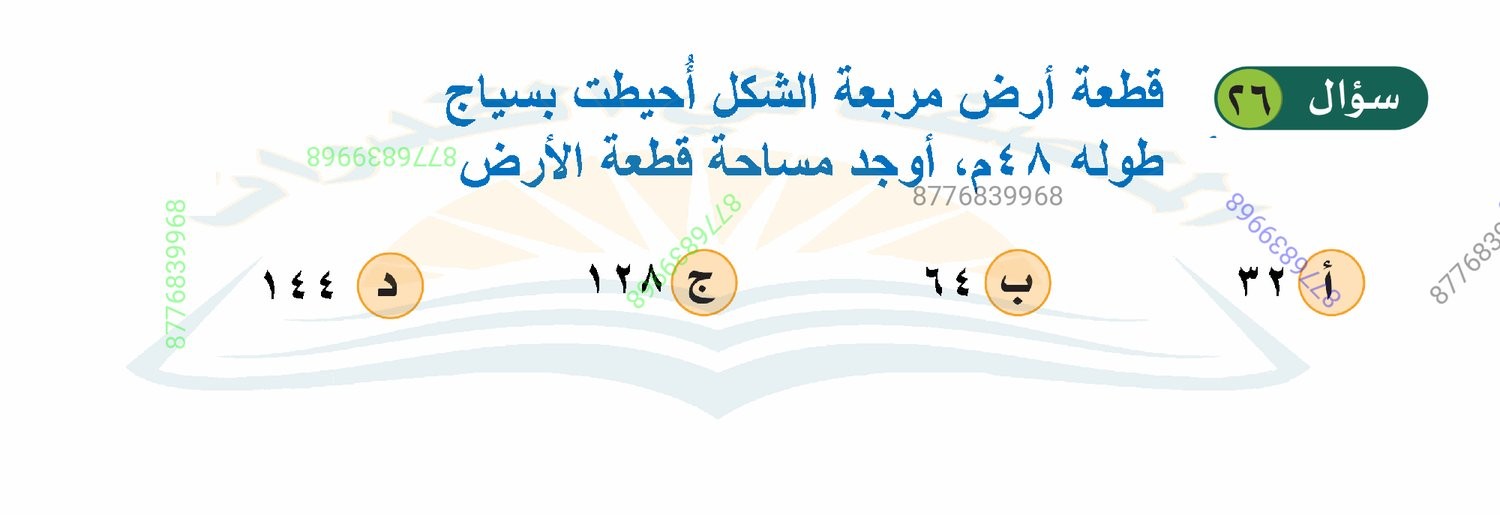 سؤال ٢٦
قطعة أرض مربعة الشكل أُحيطت بسياج
طوله ٤٨م، أوجد مساحة قطعة الأرض
أ ٣٢
ب ٦٤
ج ١٢٨
د ١٤٤
8776839968
8776839968
8776839968
8776839968
8776839968